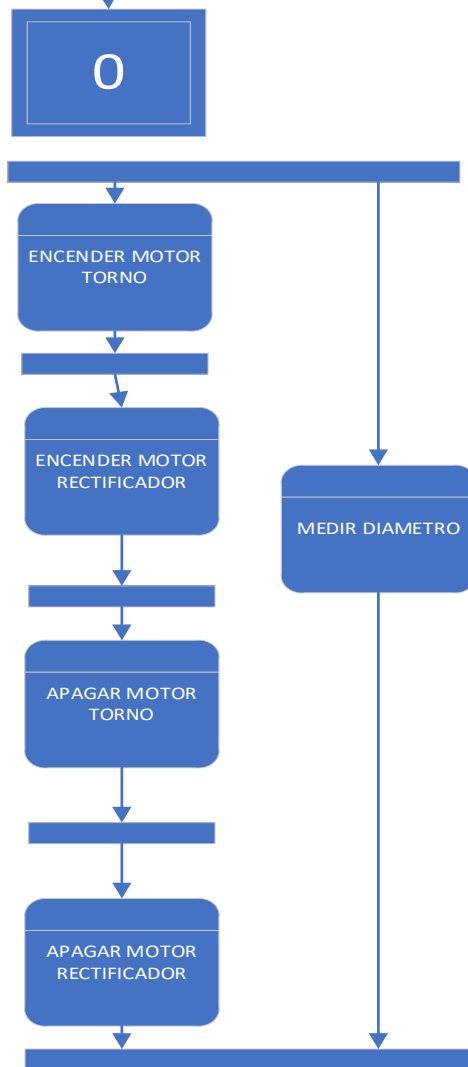 0
ENCENDER MOTOR
TORNO
ENCENDER MOTOR
RECTIFICADOR
MEDIR DIAMETRO
APAGAR MOTOR
TORNO
APAGAR MOTOR
RECTIFICADOR